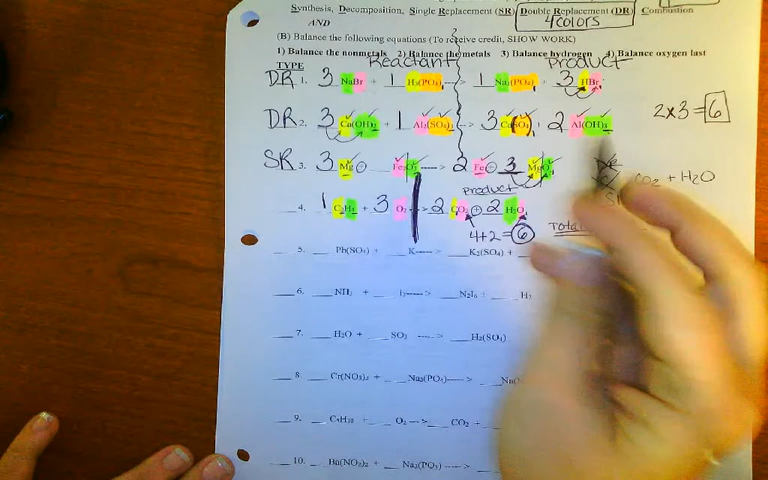 Synthesis, Decomposition, Single Replacement (SR) Double Replacement (DR) Combustion
AND 4 COLORS
(B) Balance the following equations (To receive credit, SHOW WORK)
1) Balance the nonmetals 2) Balance the metals 3) Balance hydrogen 4) Balance oxygen last
TYPE Reactant Product
DR 1. 3 NaBr + 1 H3(PO4) ---> 1 Na3(PO4) + 3 HBr
DR 2. 3 Ca(OH)2 + 1 Al2(SO4)3 --> 3 Ca(SO4) + 2 Al(OH)3 2x3=6
SR 3. 3 Mg + Fe2O3 ----> 2 Fe + 3 MgO
CO2 + H2O
Product
4. 1 C2H4 + 3 O2 ---> 2 CO2 + 2 H2O
4+2=6 Total
5. Pb(SO4) + K----> K2(SO4) +
6. NH3 + I2----> N2I6 + H2
7. H2O + SO3 ----> H2(SO4)
8. Cr(NO3)3 + Na3(PO4)---->
9. C4H10 + O2 --> CO2 +
10. Ba(NO3)2 + Na3(PO3) ---->